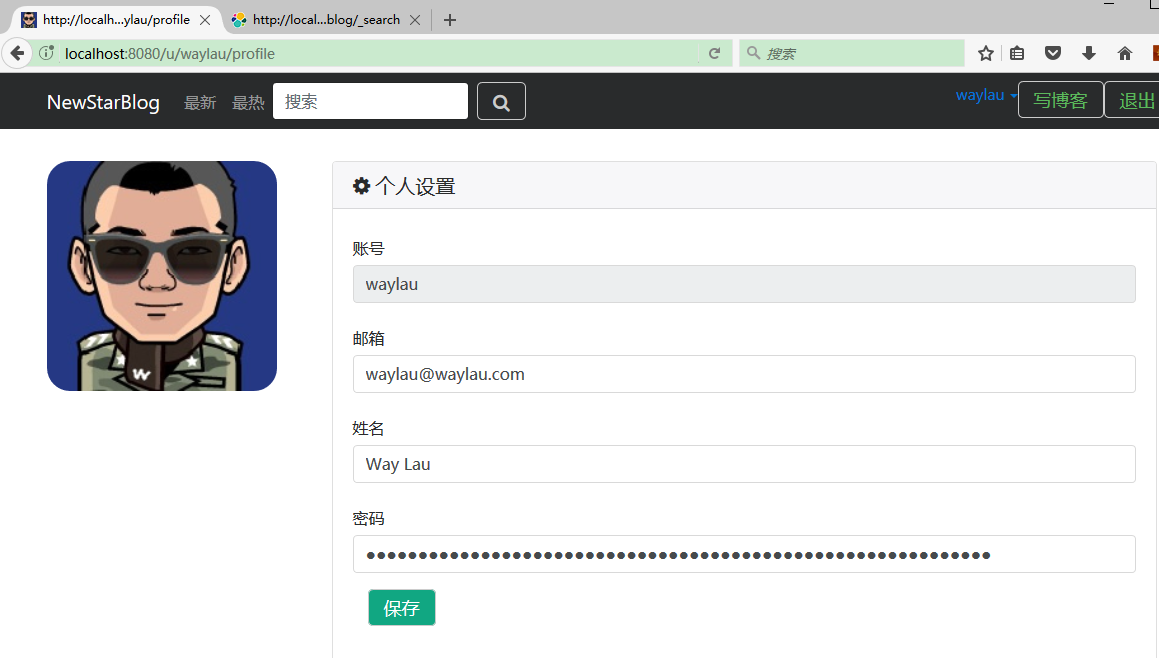 http://localh...ylau/profile
http://local...blog/_search
localhost:8080/u/waylau/profile
搜索
NewStarBlog 最新 最热 搜索
waylau 写博客 退出
个人设置
账号
waylau
邮箱
waylau@waylau.com
姓名
Way Lau
密码
保存
W